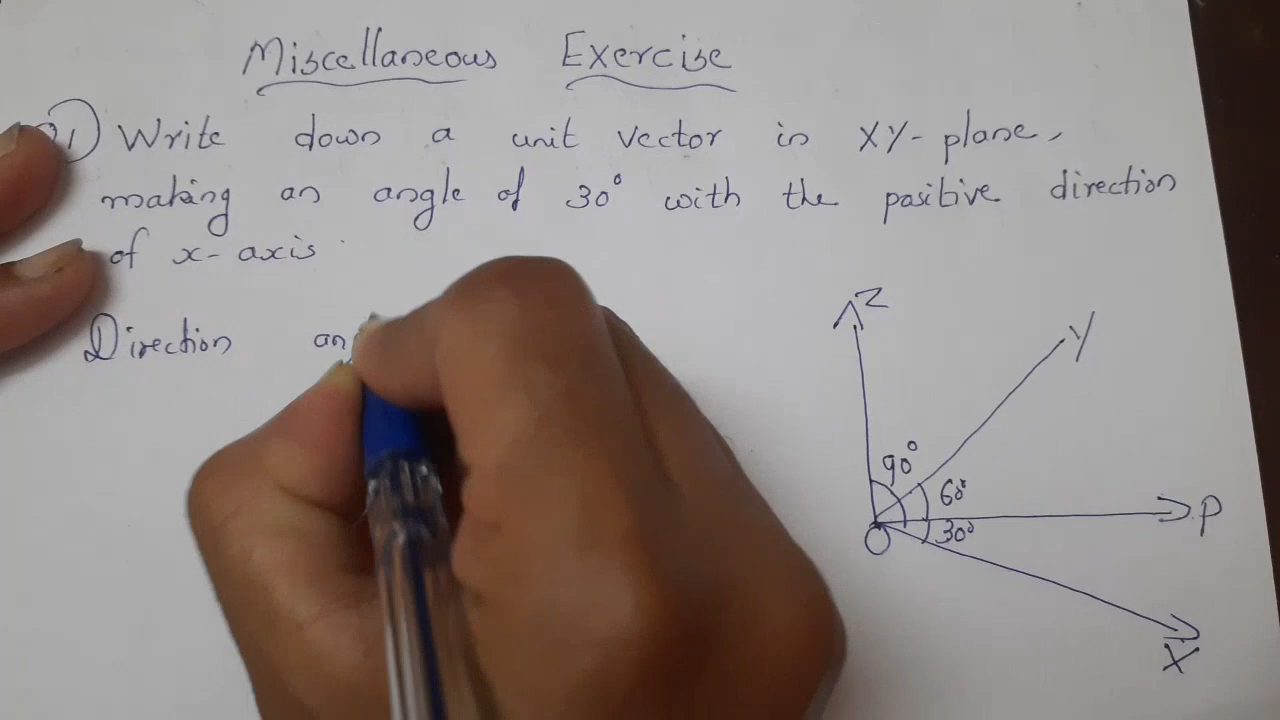 Miscellaneous Exercise
Write down a unit vector in XY-plane,
making an angle of 30° with the positive direction
of x-axis.
Direction an
Z
Y
90°
60°
P
30°
O
X